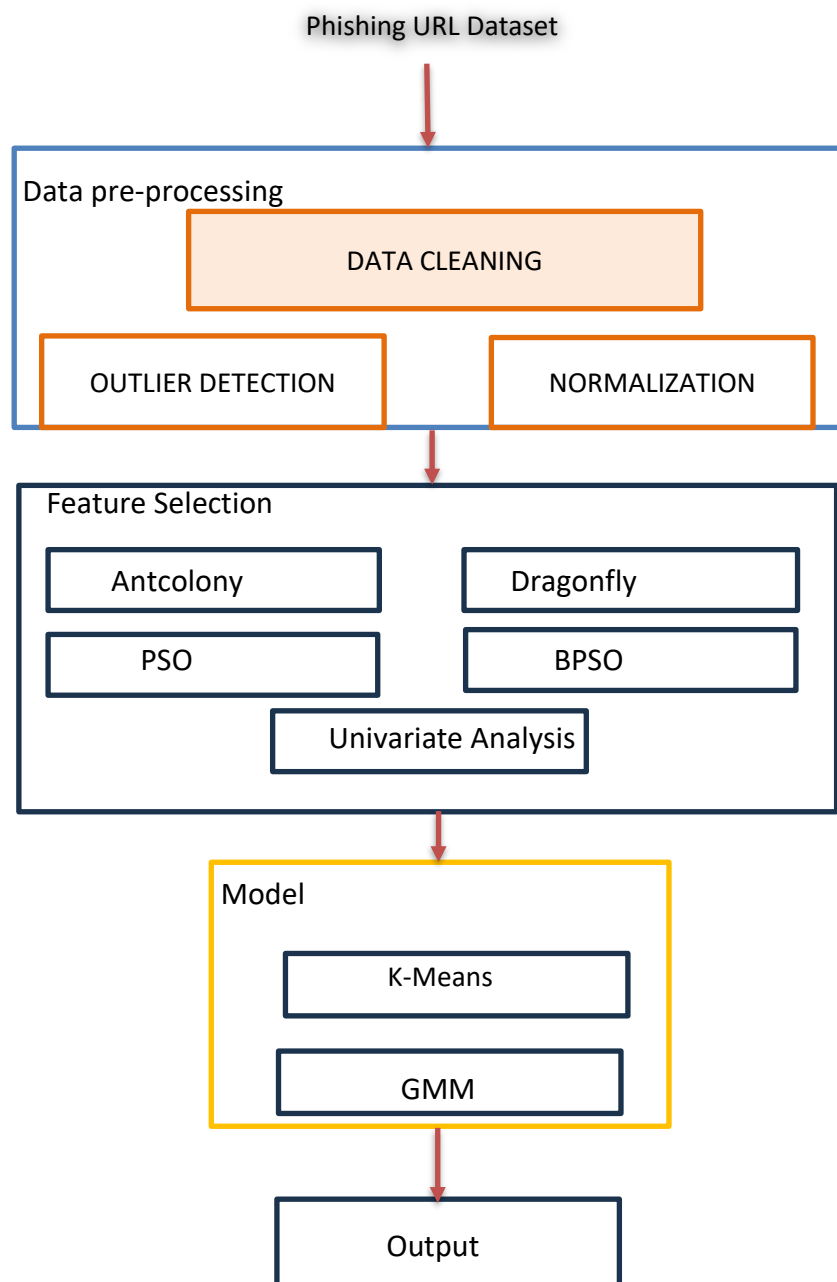 Phishing URL Dataset
Data pre-processing
DATA CLEANING
OUTLIER DETECTION
NORMALIZATION
Feature Selection
Antcolony
Dragonfly
PSO
BPSO
Univariate Analysis
Model
K-Means
GMM
Output